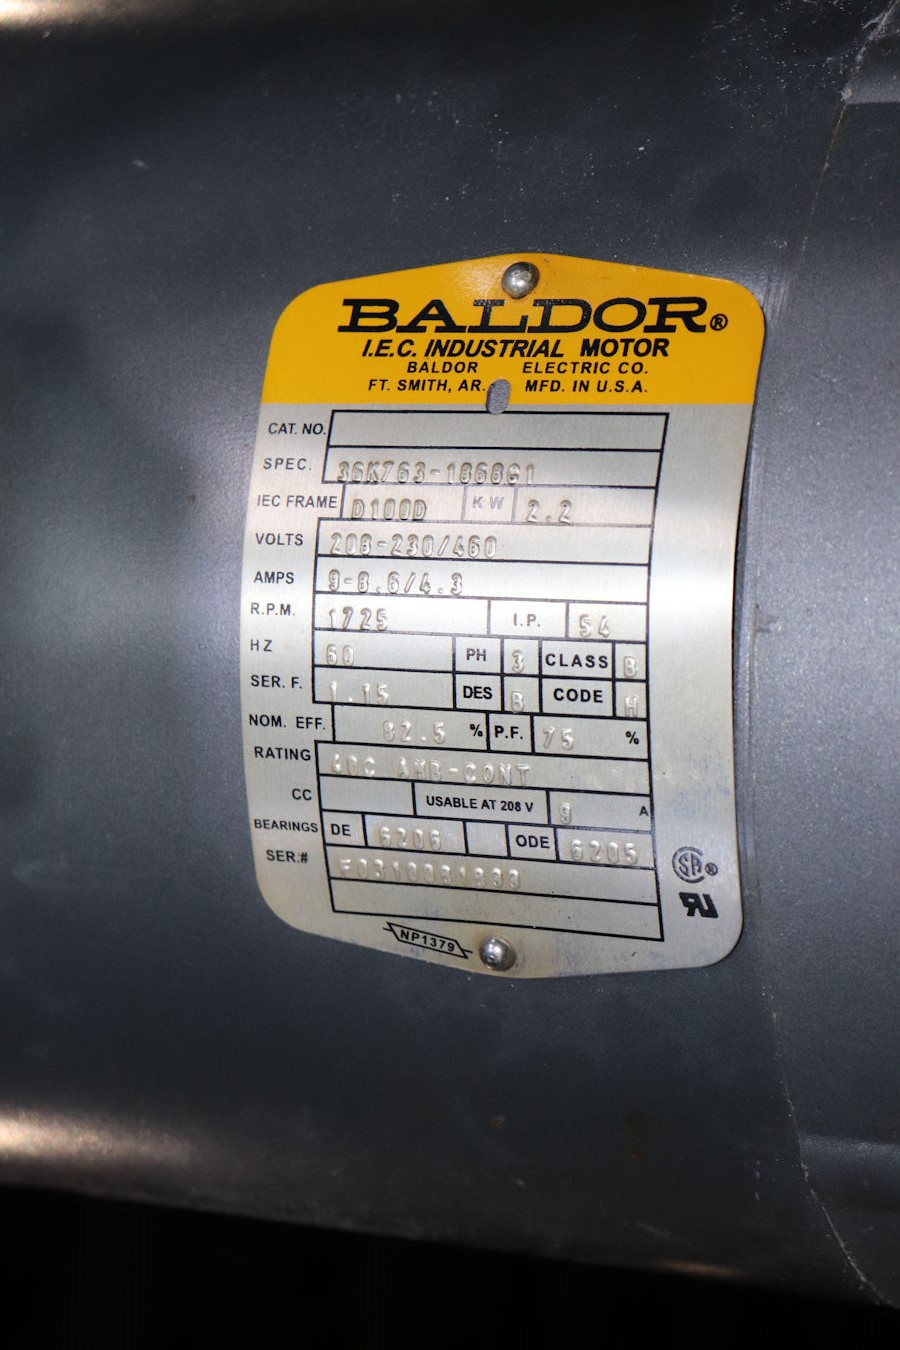 BALDOR®
I.E.C. INDUSTRIAL MOTOR
BALDOR ELECTRIC CO.
FT. SMITH, AR. MFD. IN U.S.A.
CAT. NO.
SPEC. 36K763-1868G1
IEC FRAME D100D KW 2.2
VOLTS 208-230/460
AMPS 9-8.6/4.3
R.P.M. 1725 I.P. 54
HZ 60 PH 3 CLASS B
SER. F. 1.15 DES B CODE H
NOM. EFF. 82.5 % P.F. 75 %
RATING 40C AMB-CONT
CC USABLE AT 208 V 9 A
BEARINGS DE 6206 ODE 6205
SER.#
SA®
NP1379